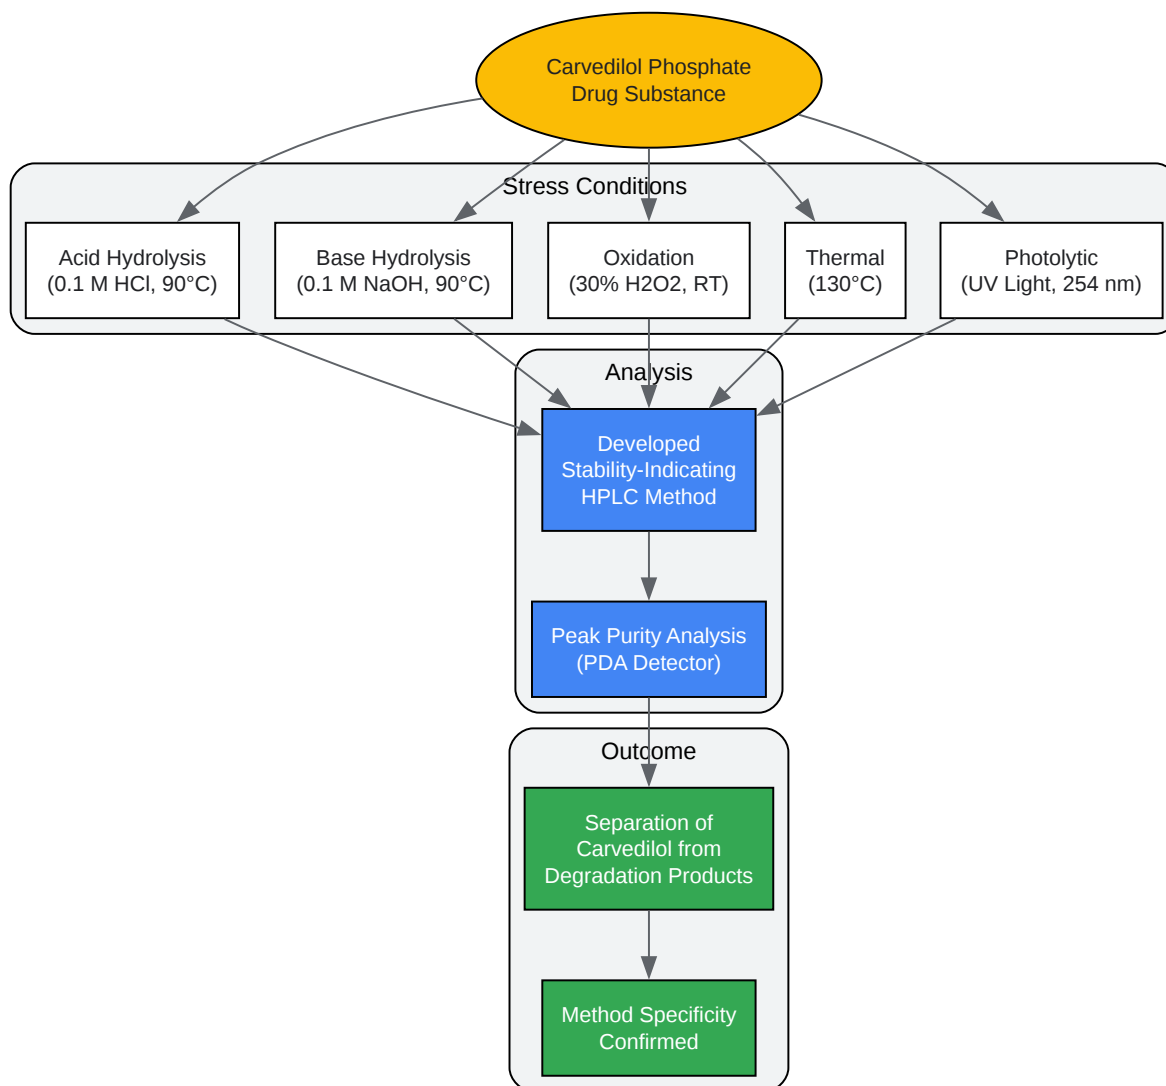 Carvedilol Phosphate
Drug Substance
Stress Conditions
Acid Hydrolysis
(0.1 M HCl, 90°C)
Base Hydrolysis
(0.1 M NaOH, 90°C)
Oxidation
(30% H2O2, RT)
Thermal
(130°C)
Photolytic
(UV Light, 254 nm)
Analysis
Developed
Stability-Indicating
HPLC Method
Peak Purity Analysis
(PDA Detector)
Outcome
Separation of
Carvedilol from
Degradation Products
Method Specificity
Confirmed